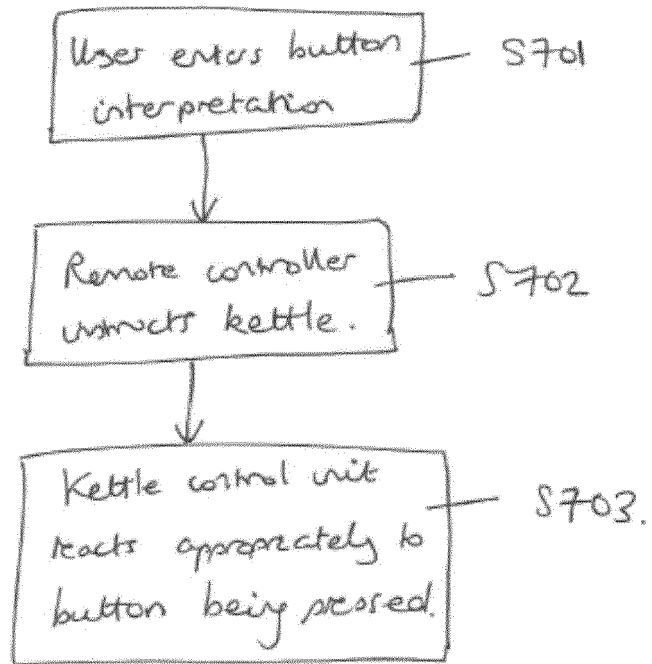 User enters button
interpretation
S701
Remote controller
instructs kettle.
S702
Kettle control unit
reacts appropriately to
button being pressed.
S703.